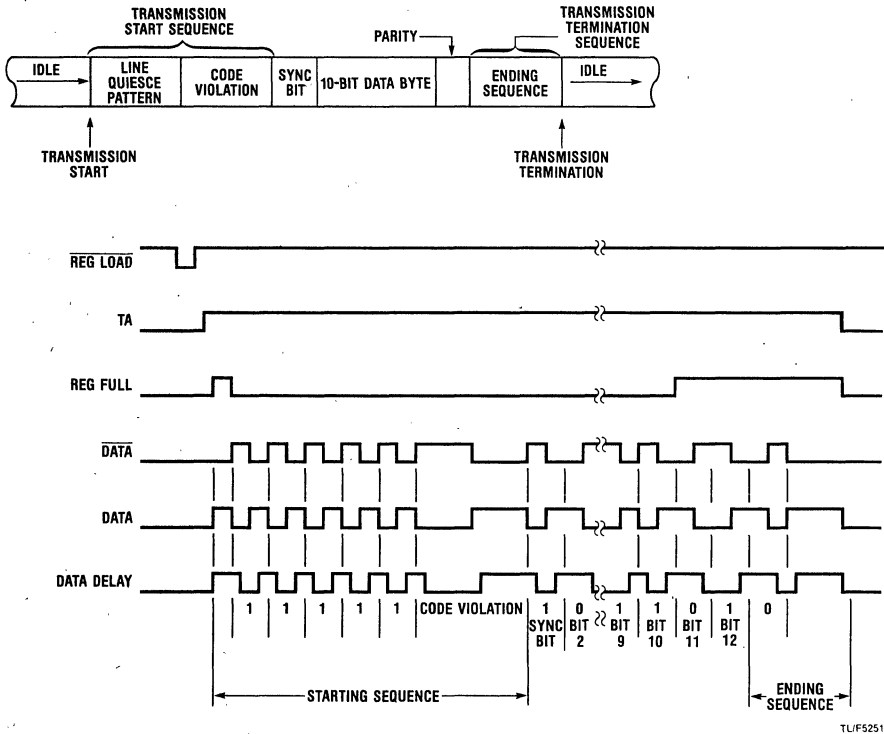 TRANSMISSION
START SEQUENCE
PARITY
TRANSMISSION
TERMINATION
SEQUENCE
IDLE
LINE
QUIESCE
PATTERN
CODE
VIOLATION
SYNC
BIT
10-BIT DATA BYTE
ENDING
SEQUENCE
IDLE
TRANSMISSION
START
TRANSMISSION
TERMINATION
REG LOAD
TA
REG FULL
DATA
DATA
DATA DELAY
1 1 1 1 1 CODE VIOLATION 1 0 1 1 0 1 0
SYNC BIT BIT BIT BIT BIT
BIT 2 9 10 11 12
STARTING SEQUENCE
ENDING
SEQUENCE
TL/F5251